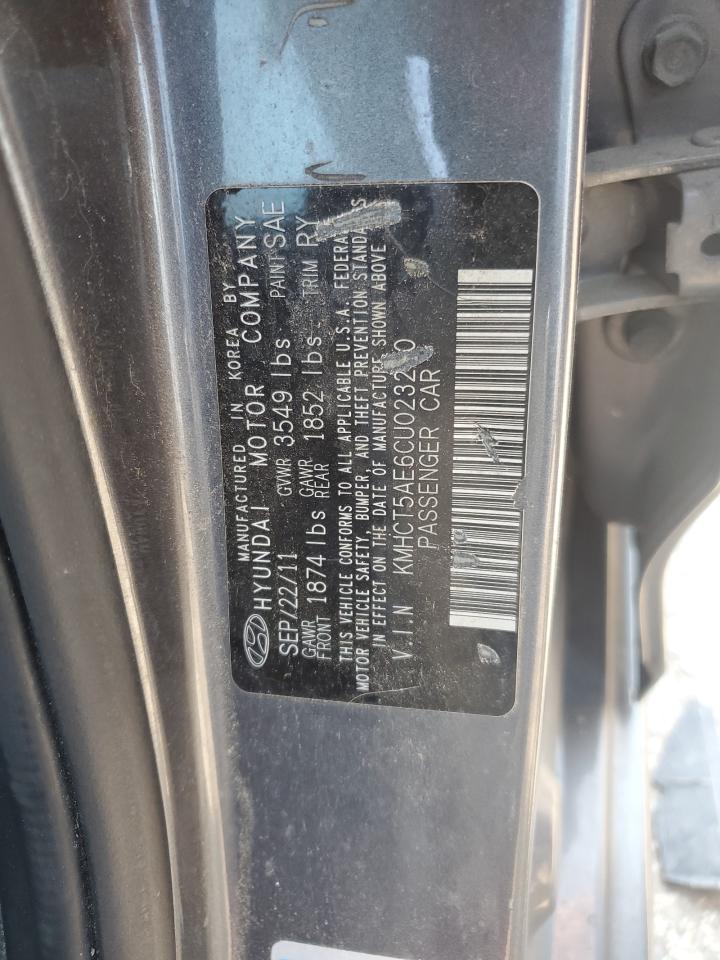 MANUFACTURED IN KOREA BY
HYUNDAI MOTOR COMPANY
SEP/22/11 GVWR 3549 lbs PAINT SAE
GAWR FRONT 1874 lbs GAWR REAR 1852 lbs TRIM RY
THIS VEHICLE CONFORMS TO ALL APPLICABLE U.S.A. FEDERAL
MOTOR VEHICLE SAFETY, BUMPER, AND THEFT PREVENTION STANDARDS
IN EFFECT ON THE DATE OF MANUFACTURE SHOWN ABOVE
V.I.N
PASSENGER CAR